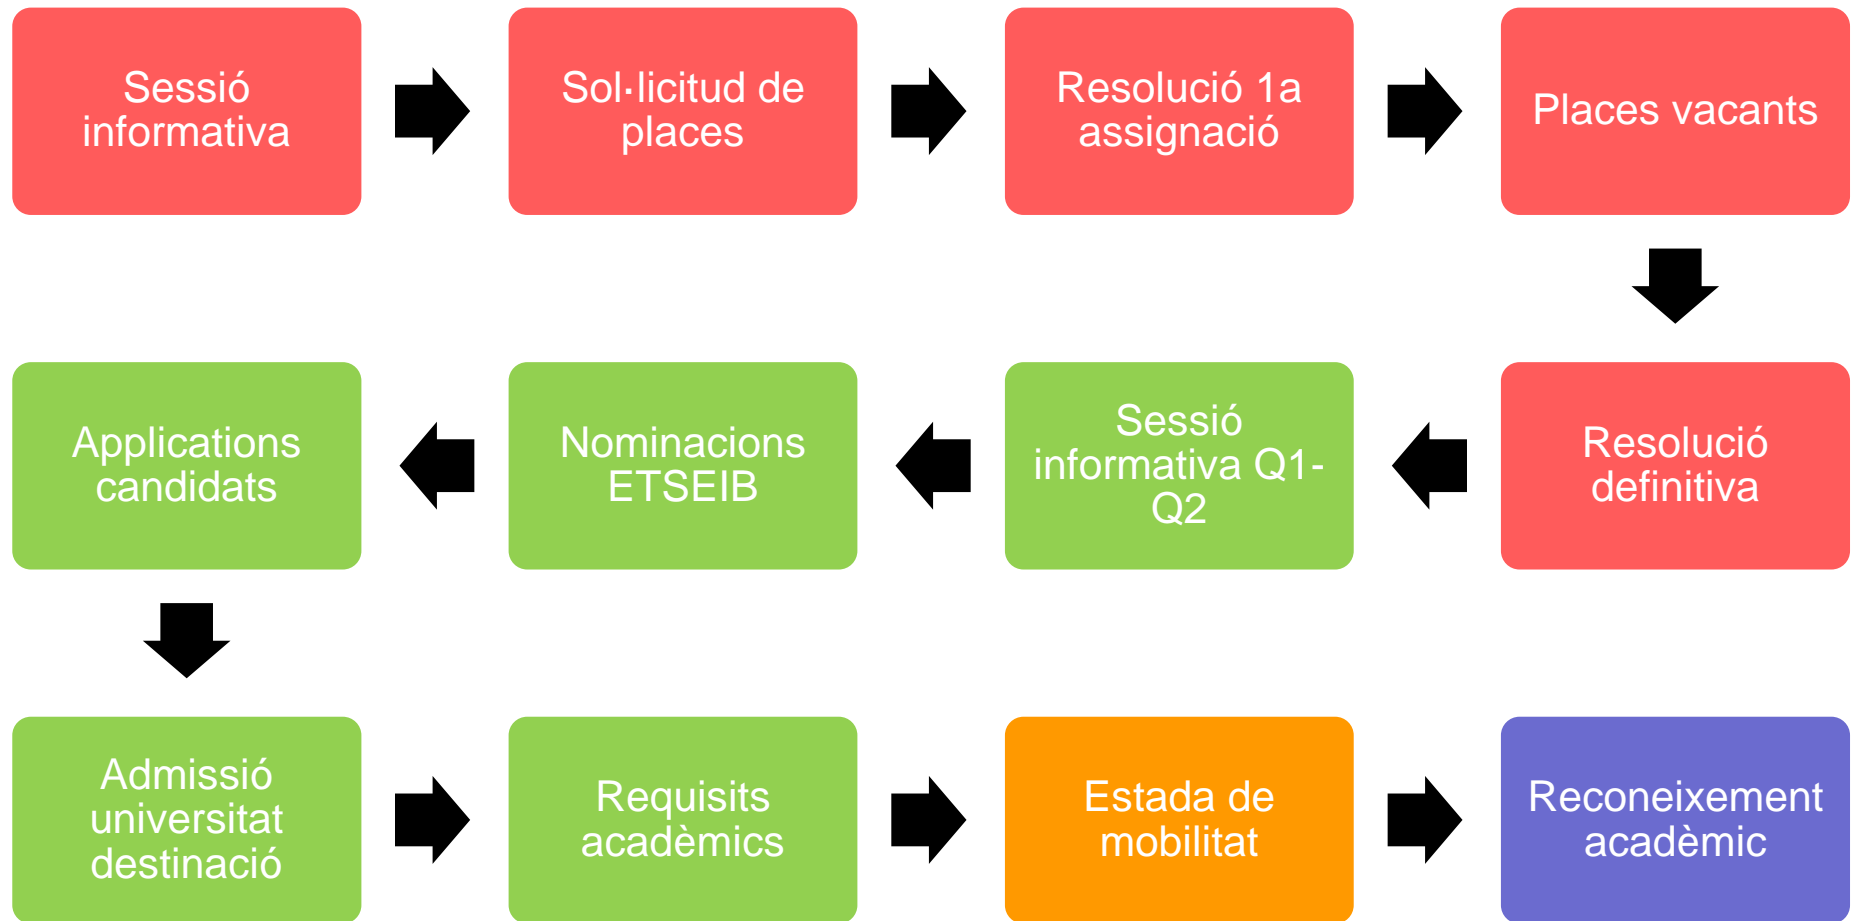 Sessió
informativa
Sol·licitud de
places
Resolució 1a
assignació
Places vacants
Resolució
definitiva
Sessió
informativa Q1-
Q2
Nominacions
ETSEIB
Applications
candidats
Admissió
universitat
destinació
Requisits
acadèmics
Estada de
mobilitat
Reconeixement
acadèmic